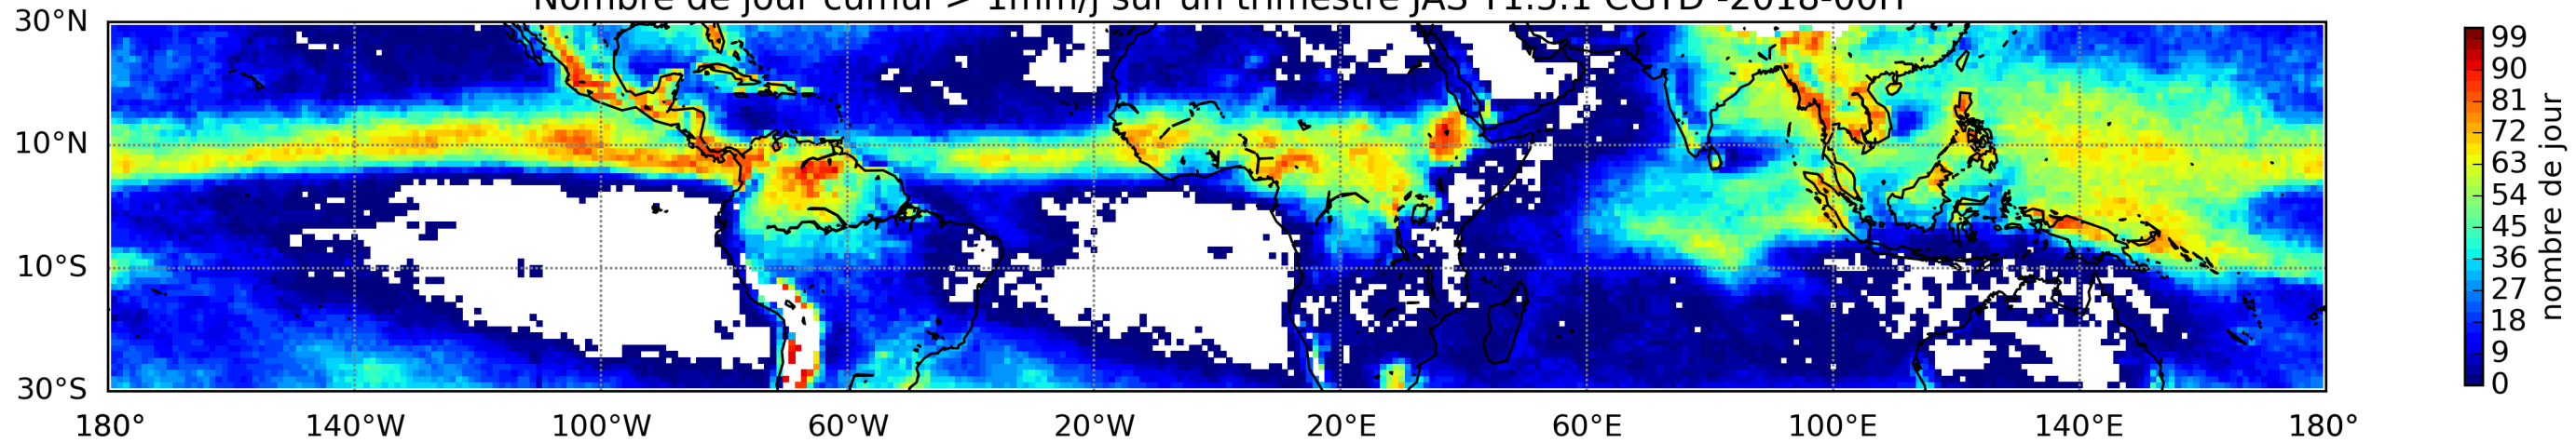 Nombre de jour cumul > 1mm/j sur un trimestre JAS T1.5.1 CGTD -2018-00H
30°N
10°N
10°S
30°S
180° 140°W 100°W 60°W 20°W 20°E 60°E 100°E 140°E 180°
99
90
81
72
63
54
45
36
27
18
9
0
nombre de jour